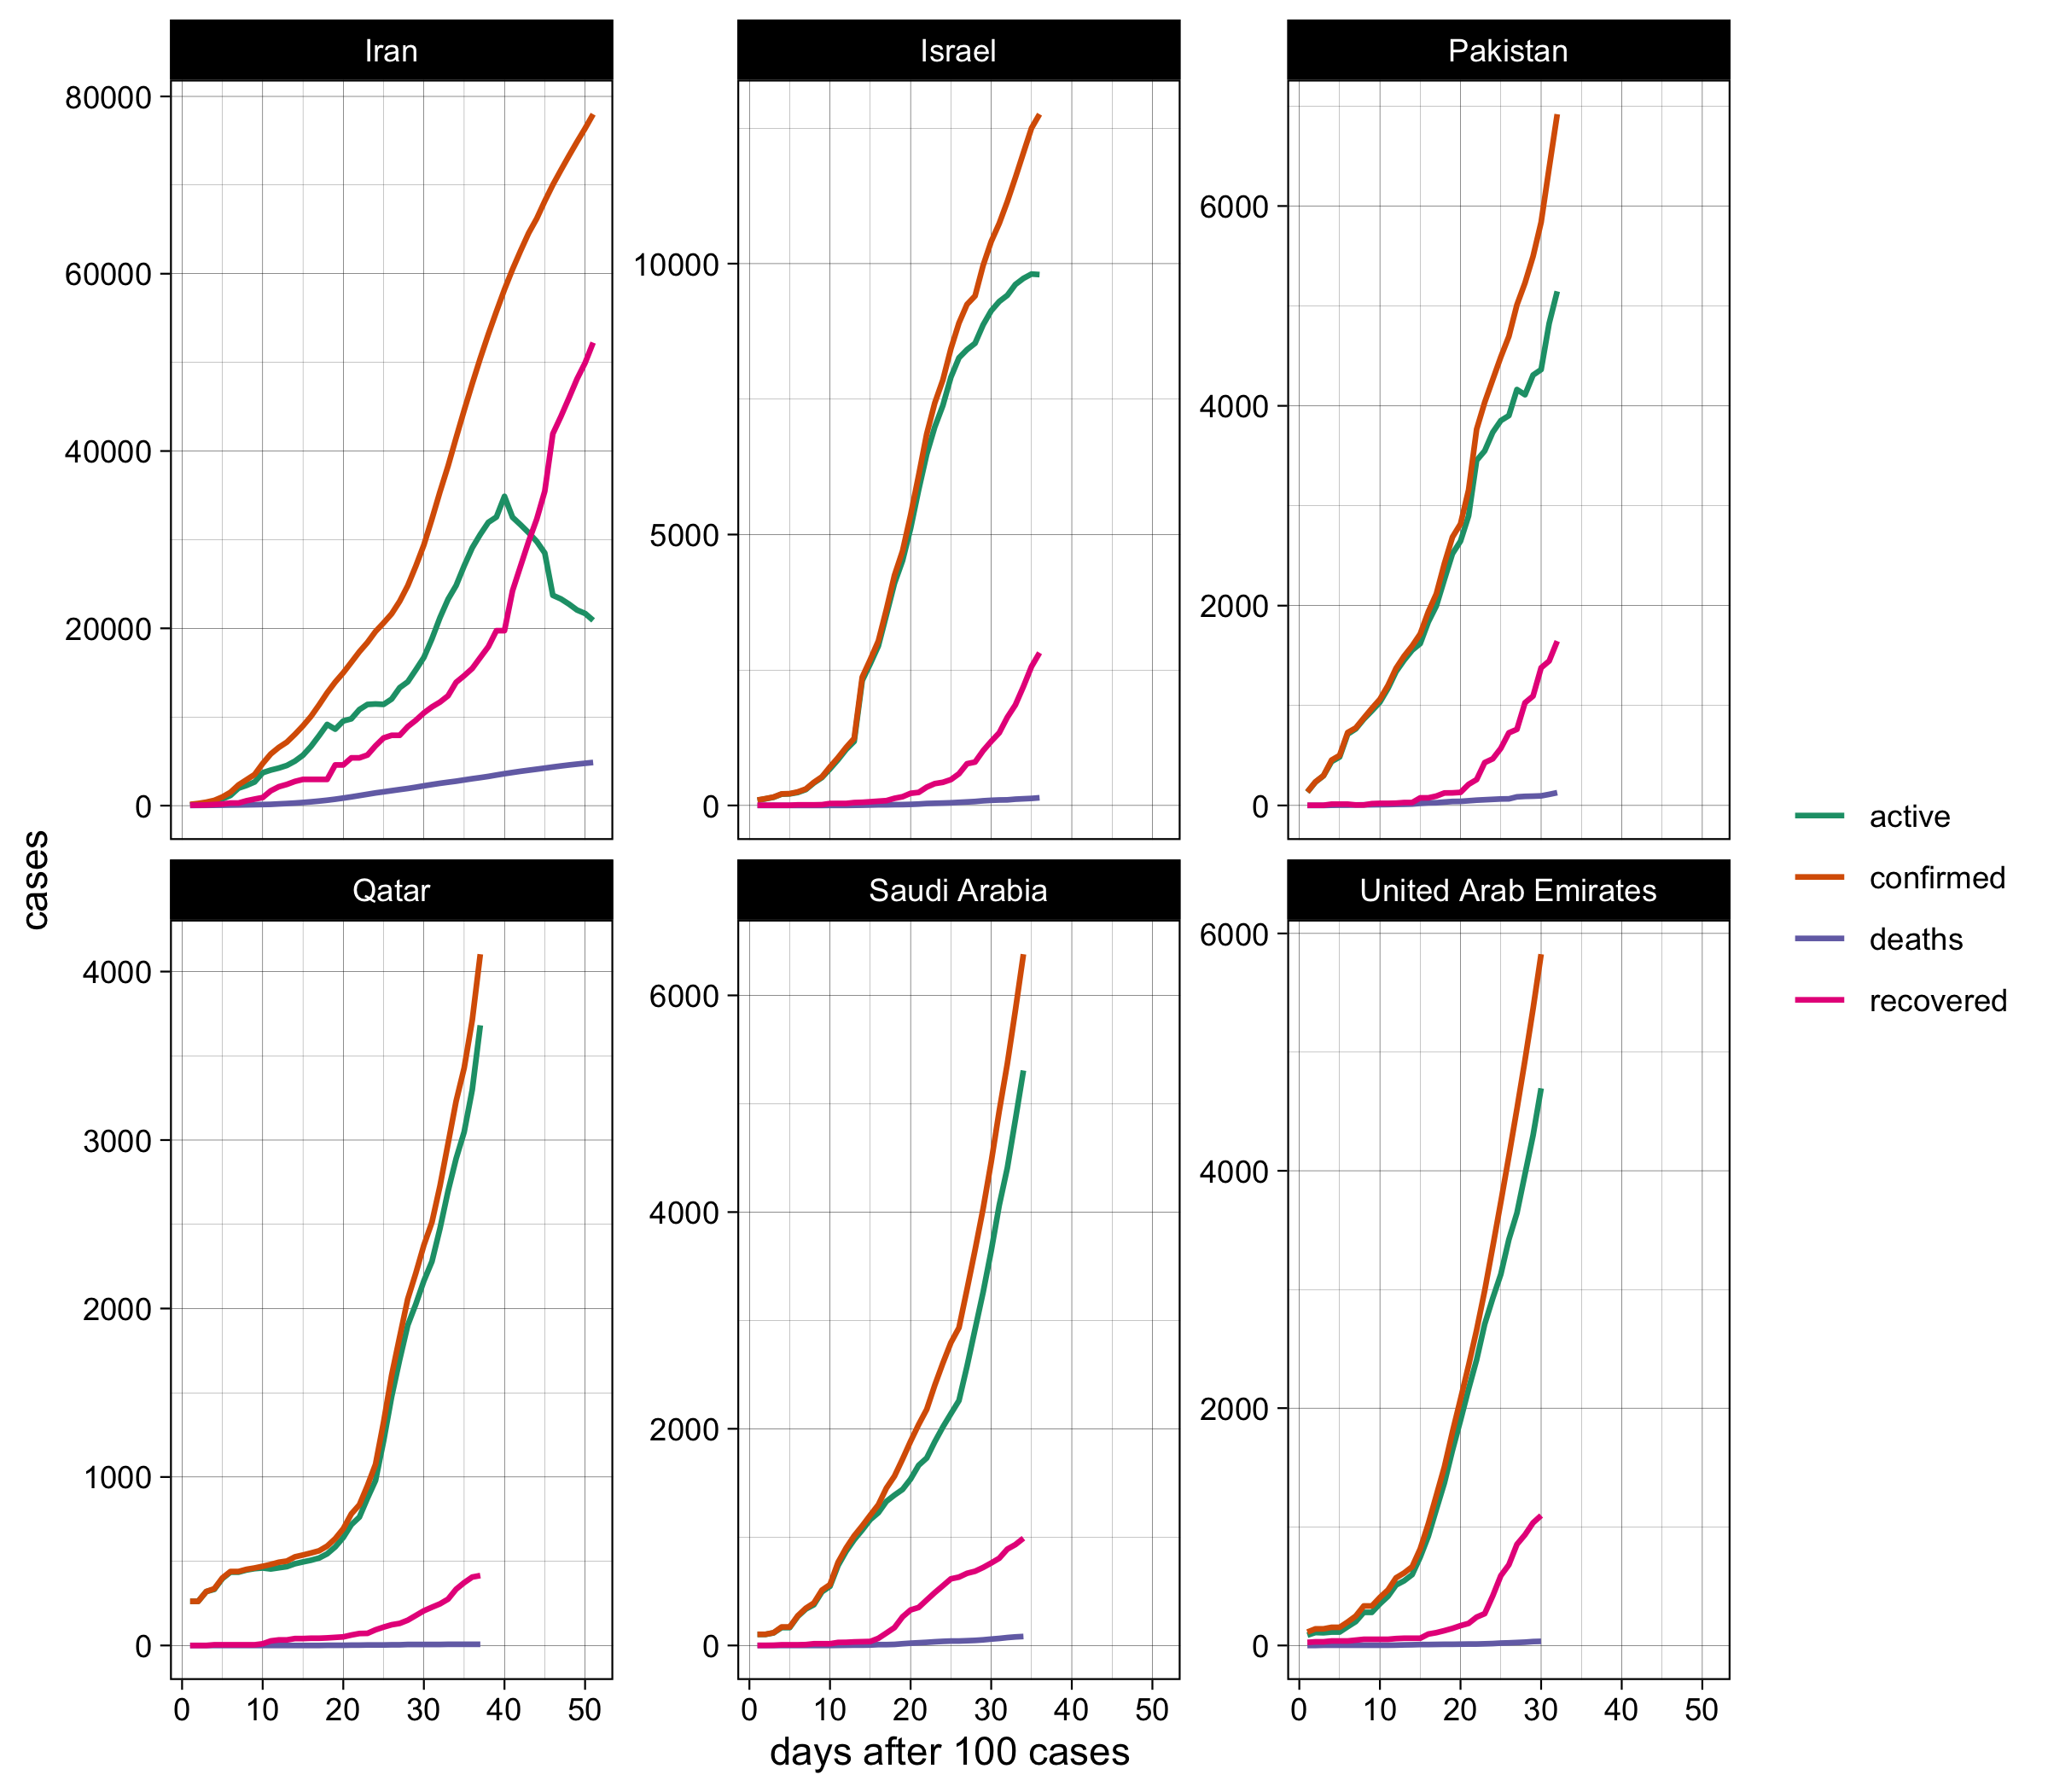 Iran
Israel
Pakistan
80000
60000
40000
20000
0
10000
5000
0
6000
4000
2000
0
cases
Qatar
Saudi Arabia
United Arab Emirates
4000
3000
2000
1000
0
6000
4000
2000
0
6000
4000
2000
0
0 10 20 30 40 50
0 10 20 30 40 50
0 10 20 30 40 50
days after 100 cases
active
confirmed
deaths
recovered